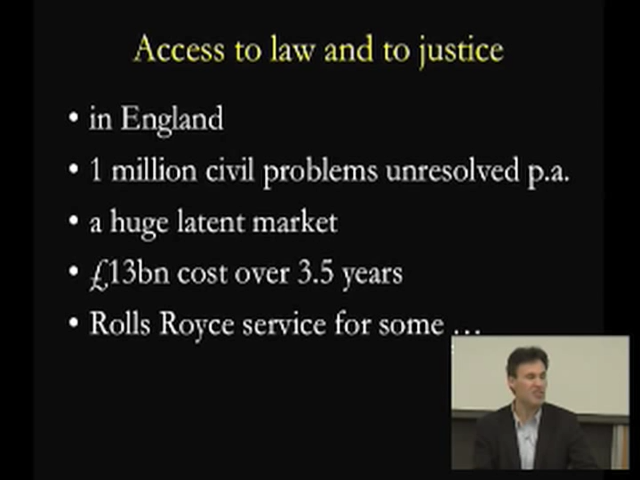 Access to law and to justice
• in England
• 1 million civil problems unresolved p.a.
• a huge latent market
• £13bn cost over 3.5 years
• Rolls Royce service for some …